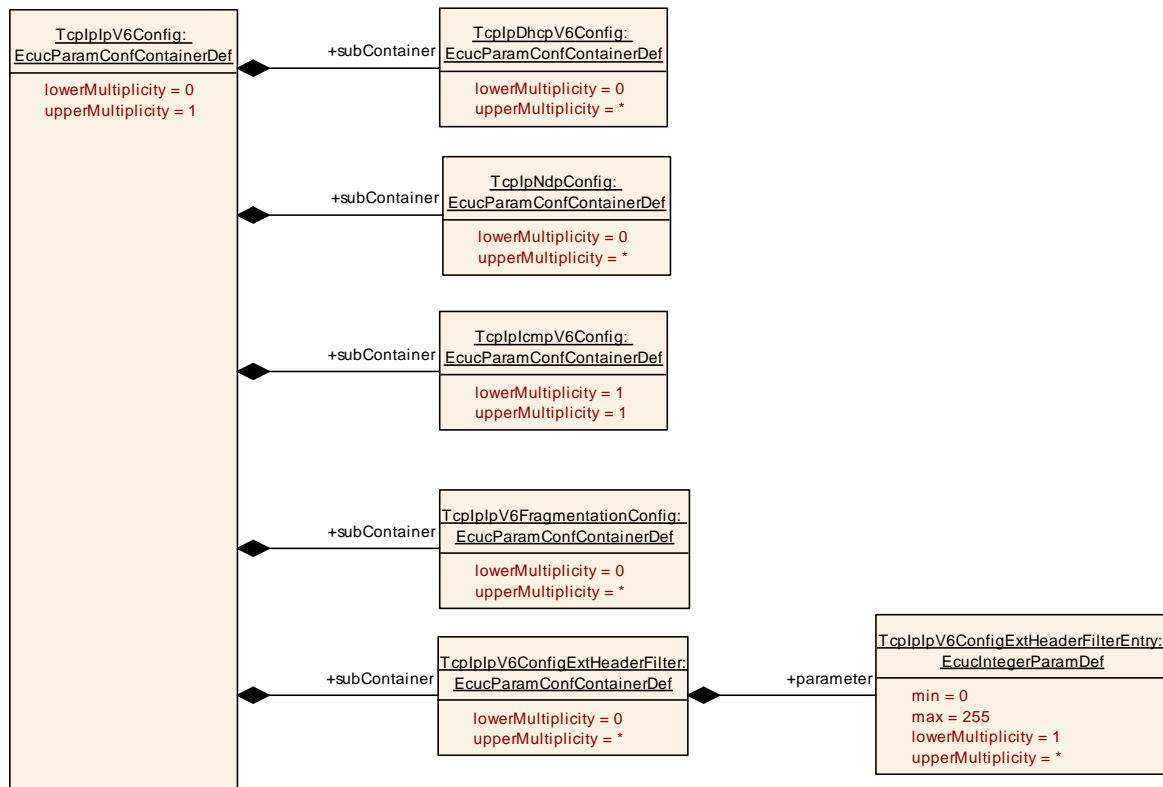 TcpIpIpV6Config:
EcucParamConfContainerDef
lowerMultiplicity = 0
upperMultiplicity = 1
+subContainer
TcpIpDhcpV6Config:
EcucParamConfContainerDef
lowerMultiplicity = 0
upperMultiplicity = *
+subContainer
TcpIpNdpConfig:
EcucParamConfContainerDef
lowerMultiplicity = 0
upperMultiplicity = *
+subContainer
TcpIpIcmpV6Config:
EcucParamConfContainerDef
lowerMultiplicity = 1
upperMultiplicity = 1
+subContainer
TcpIpIpV6FragmentationConfig:
EcucParamConfContainerDef
lowerMultiplicity = 0
upperMultiplicity = *
+subContainer
TcpIpIpV6ConfigExtHeaderFilter:
EcucParamConfContainerDef
lowerMultiplicity = 0
upperMultiplicity = *
+parameter
TcpIpIpV6ConfigExtHeaderFilterEntry:
EcucIntegerParamDef
min = 0
max = 255
lowerMultiplicity = 1
upperMultiplicity = *